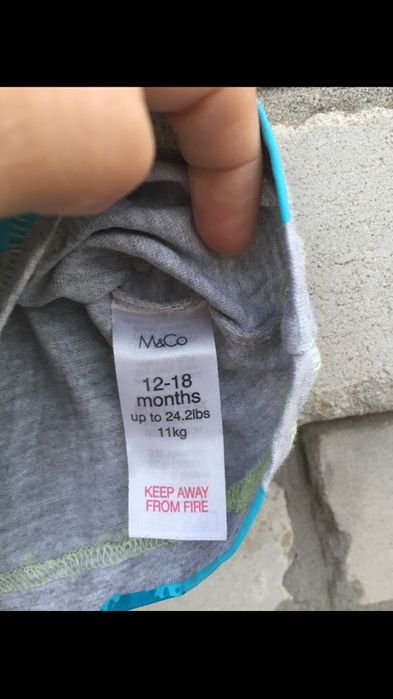 M&Co
12-18
months
up to 24.2lbs
11kg
KEEP AWAY
FROM FIRE